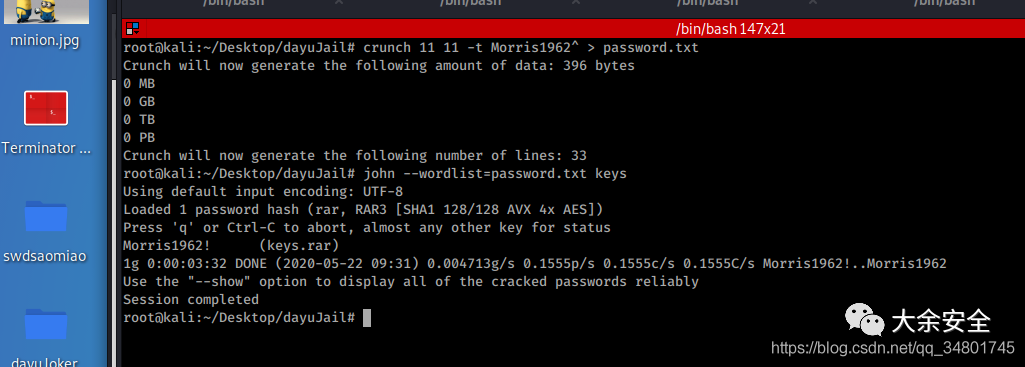 /bin/bash
/bin/bash
/bin/bash
/bin/bash
minion.jpg
Terminator ...
swdsaomiao
dayuJoker
/bin/bash 147x21
root@kali:~/Desktop/dayuJail# crunch 11 11 -t Morris1962^ > password.txt
Crunch will now generate the following amount of data: 396 bytes
0 MB
0 GB
0 TB
0 PB
Crunch will now generate the following number of lines: 33
root@kali:~/Desktop/dayuJail# john --wordlist=password.txt keys
Using default input encoding: UTF-8
Loaded 1 password hash (rar, RAR3 [SHA1 128/128 AVX 4x AES])
Press 'q' or Ctrl-C to abort, almost any other key for status
Morris1962!      (keys.rar)
1g 0:00:03:32 DONE (2020-05-22 09:31) 0.004713g/s 0.1555p/s 0.1555c/s 0.1555C/s Morris1962!..Morris1962
Use the "--show" option to display all of the cracked passwords reliably
Session completed
root@kali:~/Desktop/dayuJail#
大余安全
https://blog.csdn.net/qq_34801745